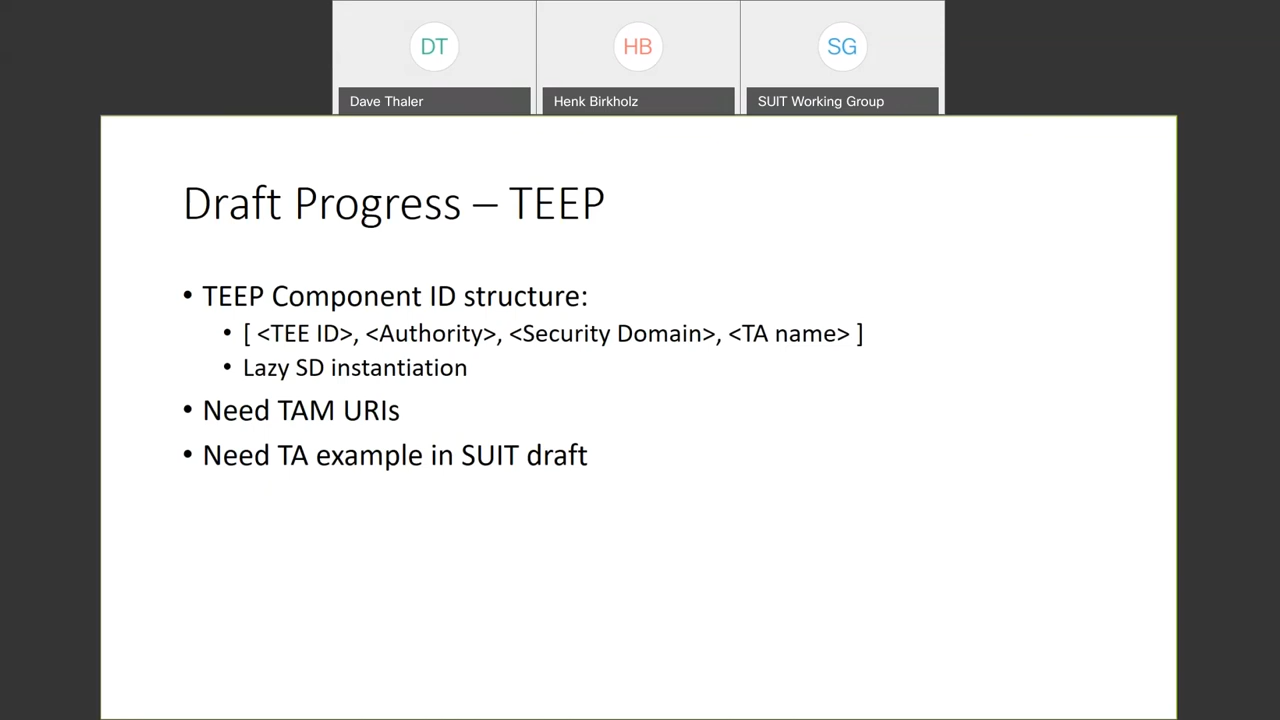 DT
HB
SG
Dave Thaler
Henk Birkholz
SUIT Working Group
Draft Progress – TEEP
• TEEP Component ID structure:
• [ <TEE ID>, <Authority>, <Security Domain>, <TA name> ]
• Lazy SD instantiation
• Need TAM URIs
• Need TA example in SUIT draft